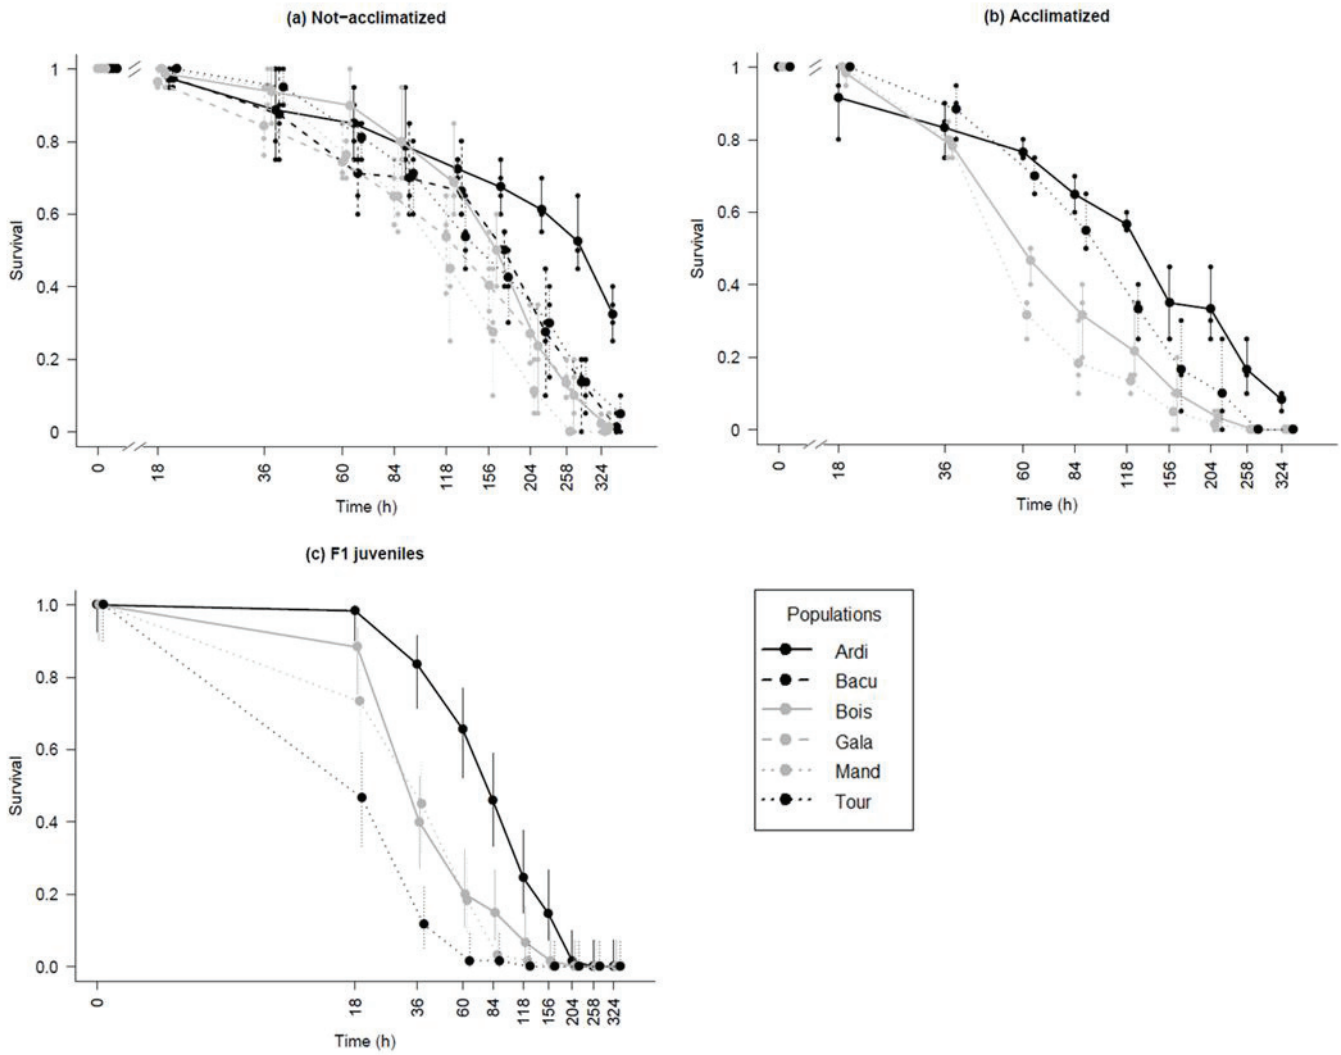 (a) Not-acclimatized
(b) Acclimatized
1
0.8
0.6
0.4
0.2
0
Survival
0 18 36 60 84 118 156 204 258 324
Time (h)
1
0.8
0.6
0.4
0.2
0
Survival
0 18 36 60 84 118 156 204 258 324
Time (h)
(c) F1 juveniles
1.0
0.8
0.6
0.4
0.2
0.0
Survival
0 18 36 60 84 118 156 204 258 324
Time (h)
Populations
Ardi
Bacu
Bois
Gala
Mand
Tour